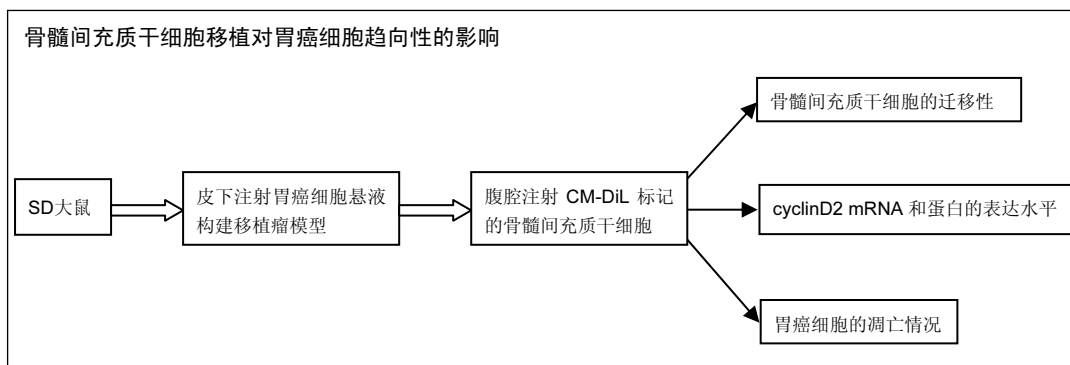 骨髓间充质干细胞移植对胃癌细胞趋向性的影响
SD大鼠
皮下注射胃癌细胞悬液
构建移植瘤模型
腹腔注射 CM-DiL 标记
的骨髓间充质干细胞
骨髓间充质干细胞的迁移性
cyclinD2 mRNA 和蛋白的表达水平
胃癌细胞的凋亡情况